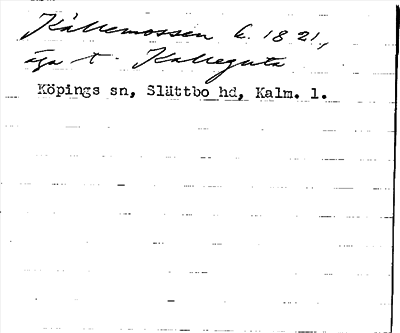 Källemossen k. 1821,
äga t. Kalleguta
Köpings sn, Slättbo hd, Kalm. l.